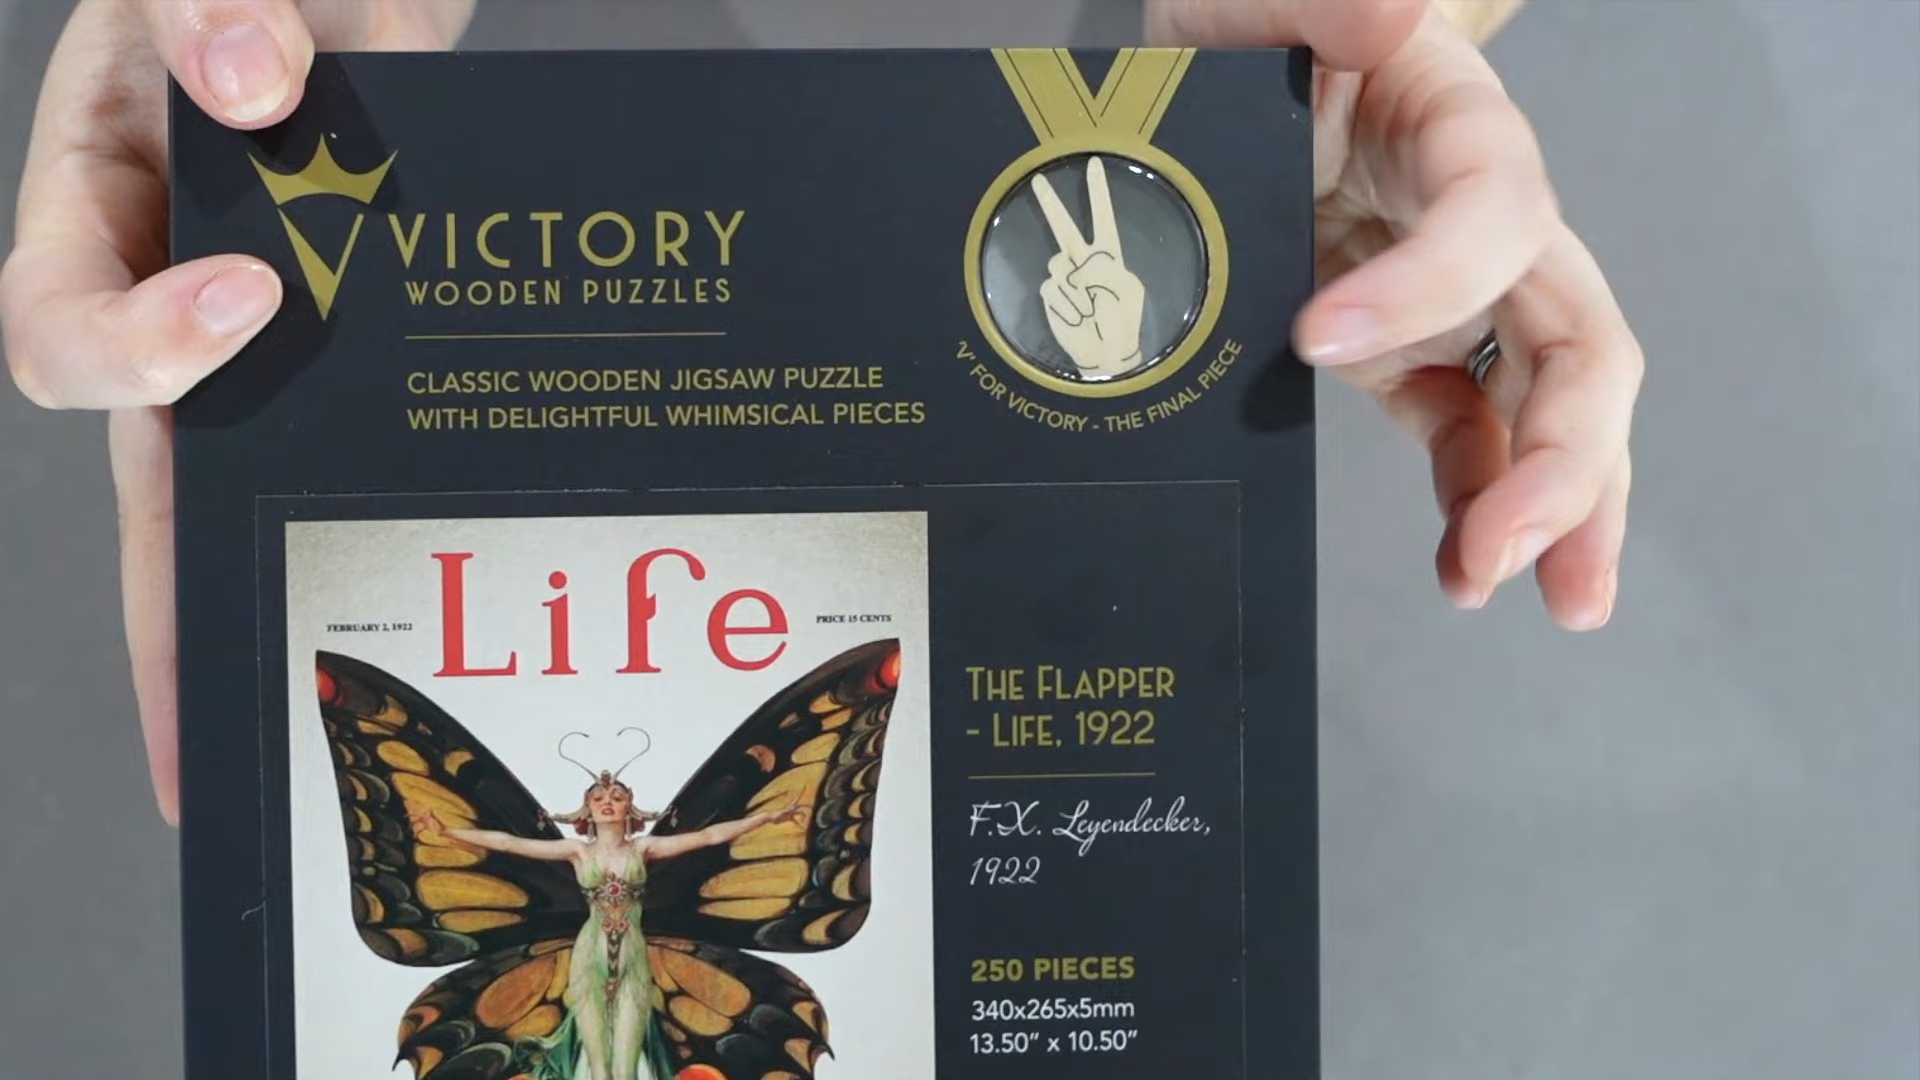 VICTORY
WOODEN PUZZLES
CLASSIC WOODEN JIGSAW PUZZLE
WITH DELIGHTFUL WHIMSICAL PIECES
'V' FOR VICTORY - THE FINAL PIECE
Life
FEBRUARY 2, 1922
PRICE 15 CENTS
THE FLAPPER
- LIFE, 1922
F.X. Leyendecker,
1922
250 PIECES
340x265x5mm
13.50" x 10.50"